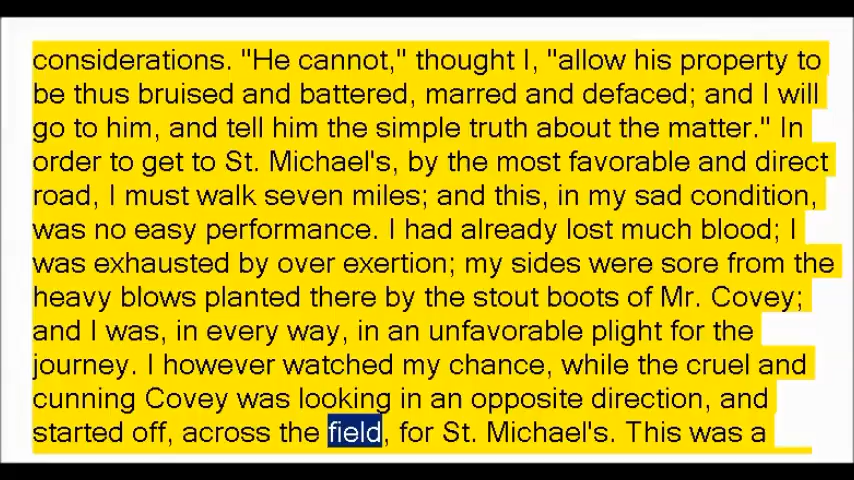 considerations. "He cannot," thought I, "allow his property to
be thus bruised and battered, marred and defaced; and I will
go to him, and tell him the simple truth about the matter." In
order to get to St. Michael's, by the most favorable and direct
road, I must walk seven miles; and this, in my sad condition,
was no easy performance. I had already lost much blood; I
was exhausted by over exertion; my sides were sore from the
heavy blows planted there by the stout boots of Mr. Covey;
and I was, in every way, in an unfavorable plight for the
journey. I however watched my chance, while the cruel and
cunning Covey was looking in an opposite direction, and
started off, across the field, for St. Michael's. This was a